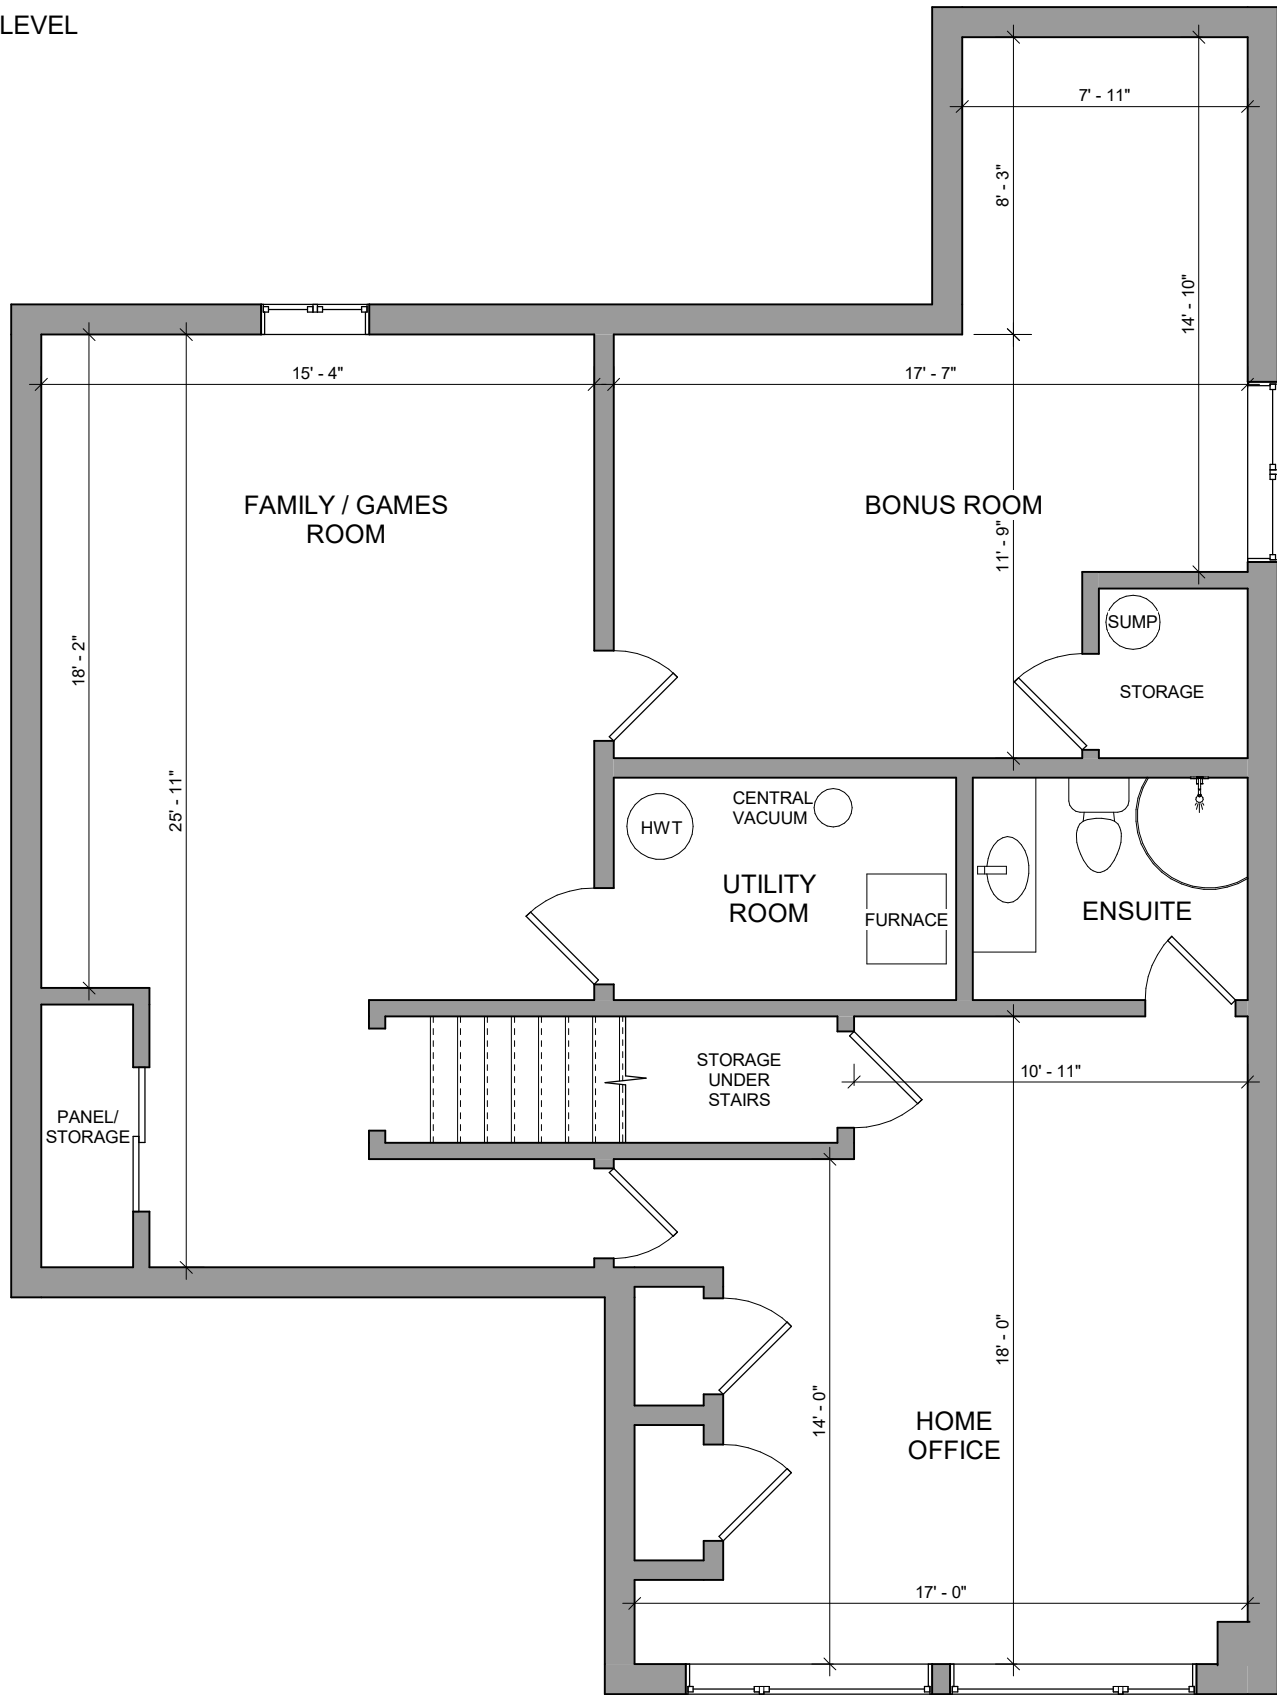 LEVEL
7' - 11"
8' - 3"
14' - 10"
15' - 4"
17' - 7"
FAMILY / GAMES
ROOM
BONUS ROOM
11' - 9"
SUMP
18' - 2"
STORAGE
25' - 11"
HWT
CENTRAL
VACUUM
UTILITY
ROOM
FURNACE
ENSUITE
STORAGE
UNDER
STAIRS
10' - 11"
PANEL/
STORAGE
18' - 0"
14' - 0"
HOME
OFFICE
17' - 0"